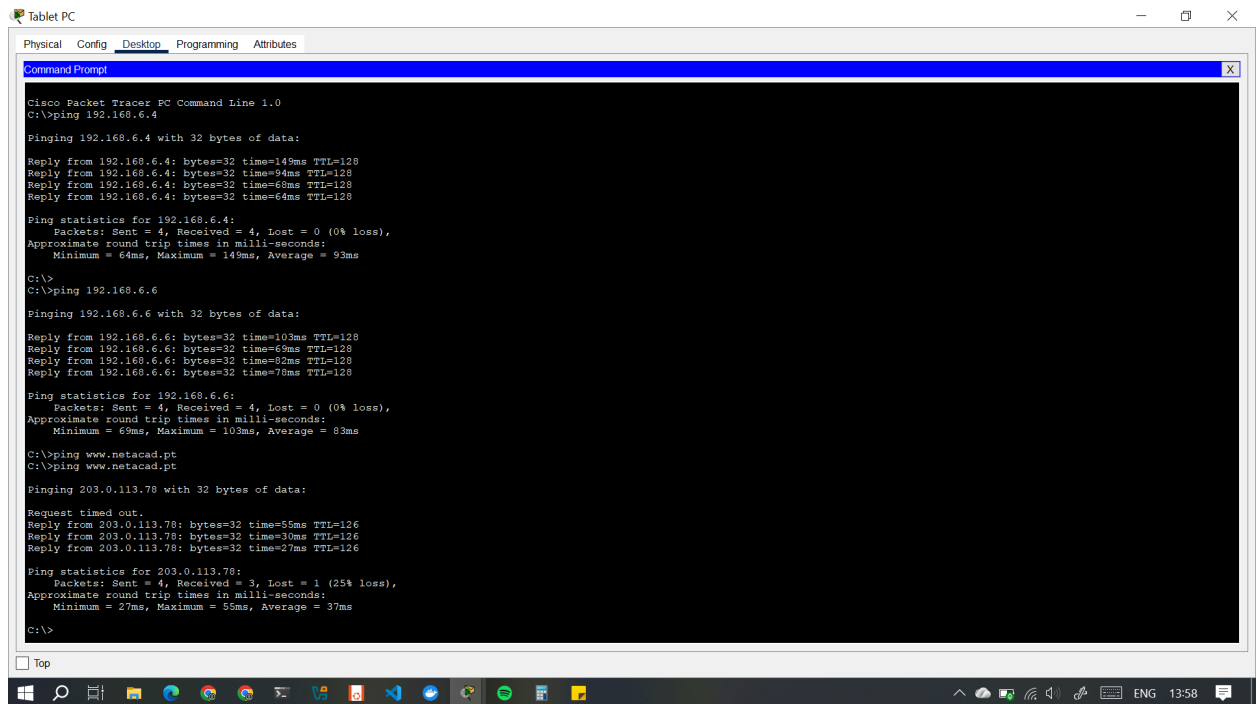 Tablet PC
Physical Config Desktop Programming Attributes
Command Prompt
X
Cisco Packet Tracer PC Command Line 1.0
C:\>ping 192.168.6.4
Pinging 192.168.6.4 with 32 bytes of data:
Reply from 192.168.6.4: bytes=32 time=149ms TTL=128
Reply from 192.168.6.4: bytes=32 time=94ms TTL=128
Reply from 192.168.6.4: bytes=32 time=68ms TTL=128
Reply from 192.168.6.4: bytes=32 time=64ms TTL=128
Ping statistics for 192.168.6.4:
    Packets: Sent = 4, Received = 4, Lost = 0 (0% loss),
Approximate round trip times in milli-seconds:
    Minimum = 64ms, Maximum = 149ms, Average = 93ms
C:\>
C:\>ping 192.168.6.6
Pinging 192.168.6.6 with 32 bytes of data:
Reply from 192.168.6.6: bytes=32 time=103ms TTL=128
Reply from 192.168.6.6: bytes=32 time=69ms TTL=128
Reply from 192.168.6.6: bytes=32 time=82ms TTL=128
Reply from 192.168.6.6: bytes=32 time=78ms TTL=128
Ping statistics for 192.168.6.6:
    Packets: Sent = 4, Received = 4, Lost = 0 (0% loss),
Approximate round trip times in milli-seconds:
    Minimum = 69ms, Maximum = 103ms, Average = 83ms
C:\>ping www.netacad.pt
C:\>ping www.netacad.pt
Pinging 203.0.113.78 with 32 bytes of data:
Request timed out.
Reply from 203.0.113.78: bytes=32 time=55ms TTL=126
Reply from 203.0.113.78: bytes=32 time=30ms TTL=126
Reply from 203.0.113.78: bytes=32 time=27ms TTL=126
Ping statistics for 203.0.113.78:
    Packets: Sent = 4, Received = 3, Lost = 1 (25% loss),
Approximate round trip times in milli-seconds:
    Minimum = 27ms, Maximum = 55ms, Average = 37ms
C:\>
Top
ENG 13:58